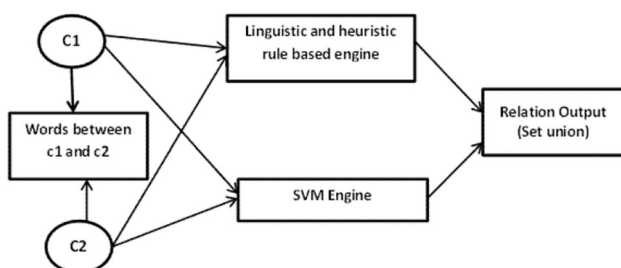 C1
Linguistic and heuristic
rule based engine
Words between
c1 and c2
Relation Output
(Set union)
SVM Engine
C2